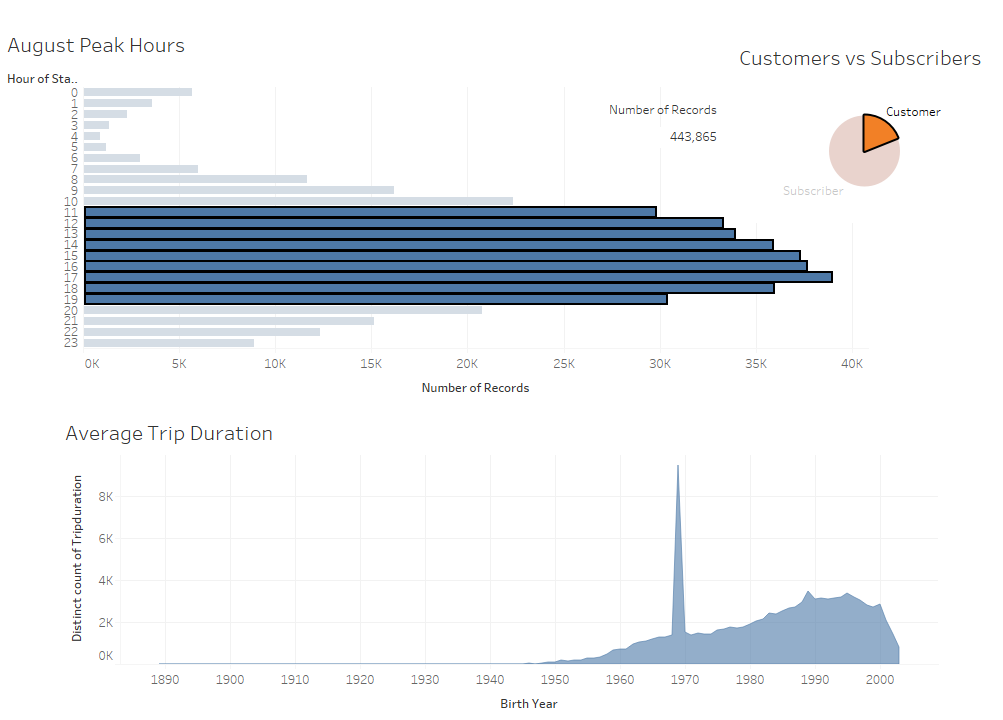 August Peak Hours
Customers vs Subscribers
Hour of Sta..
0
1
2
3
4
5
6
7
8
9
10
11
12
13
14
15
16
17
18
19
20
21
22
23
0K 5K 10K 15K 20K 25K 30K 35K 40K
Number of Records
Number of Records
443,865
Customer
Subscriber
Average Trip Duration
Distinct count of Tripduration
8K
6K
4K
2K
0K
1890 1900 1910 1920 1930 1940 1950 1960 1970 1980 1990 2000
Birth Year